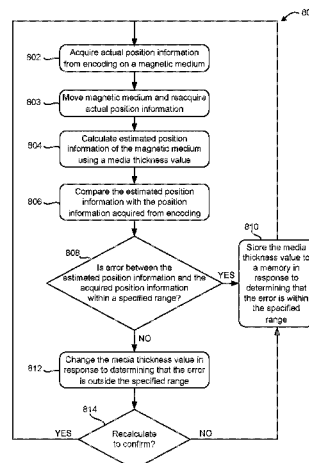 80
802
Acquire actual position information
from encoding on a magnetic medium
803
Move magnetic medium and reacquire
actual position information
804
Calculate estimated position
information of the magnetic medium
using a media thickness value
806
Compare the estimated position
information with the position
information acquired from encoding
808
Is error between
the
estimated position information and the
acquired position information
within a specified range?
YES
810
Store the media
thickness value to
a memory in
response to
determining that
the error is within
the specified
range
NO
812
Change the media thickness value in
response to determining that the error
is outside the specified range
814
YES
Recalculate
to confirm?
NO